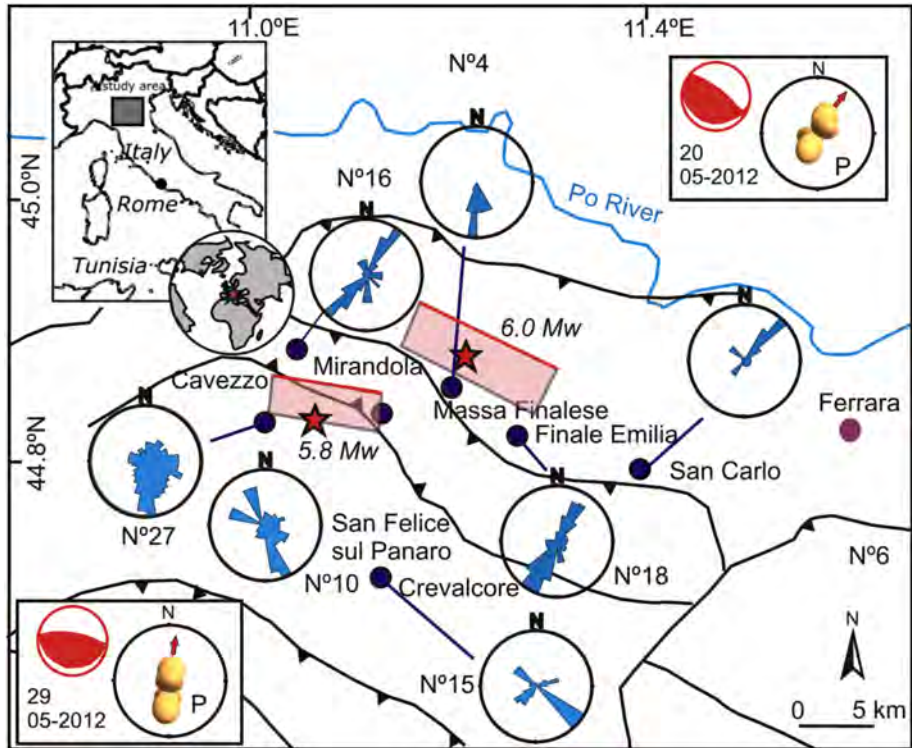 11.0ºE
11.4ºE
Nº4
study area
Italy
Rome
Tunisia
N
20
05-2012
P
45.0ºN
Nº16
N
N
Po River
6.0 Mw
N
Mirandola
Cavezzo
Massa Finalese
Ferrara
N
Finale Emilia
44.8ºN
5.8 Mw
San Carlo
N
N
Nº27
San Felice
sul Panaro
Nº10
Crevalcore
Nº18
Nº6
N
29
05-2012
P
N
Nº15
N
0 5 km